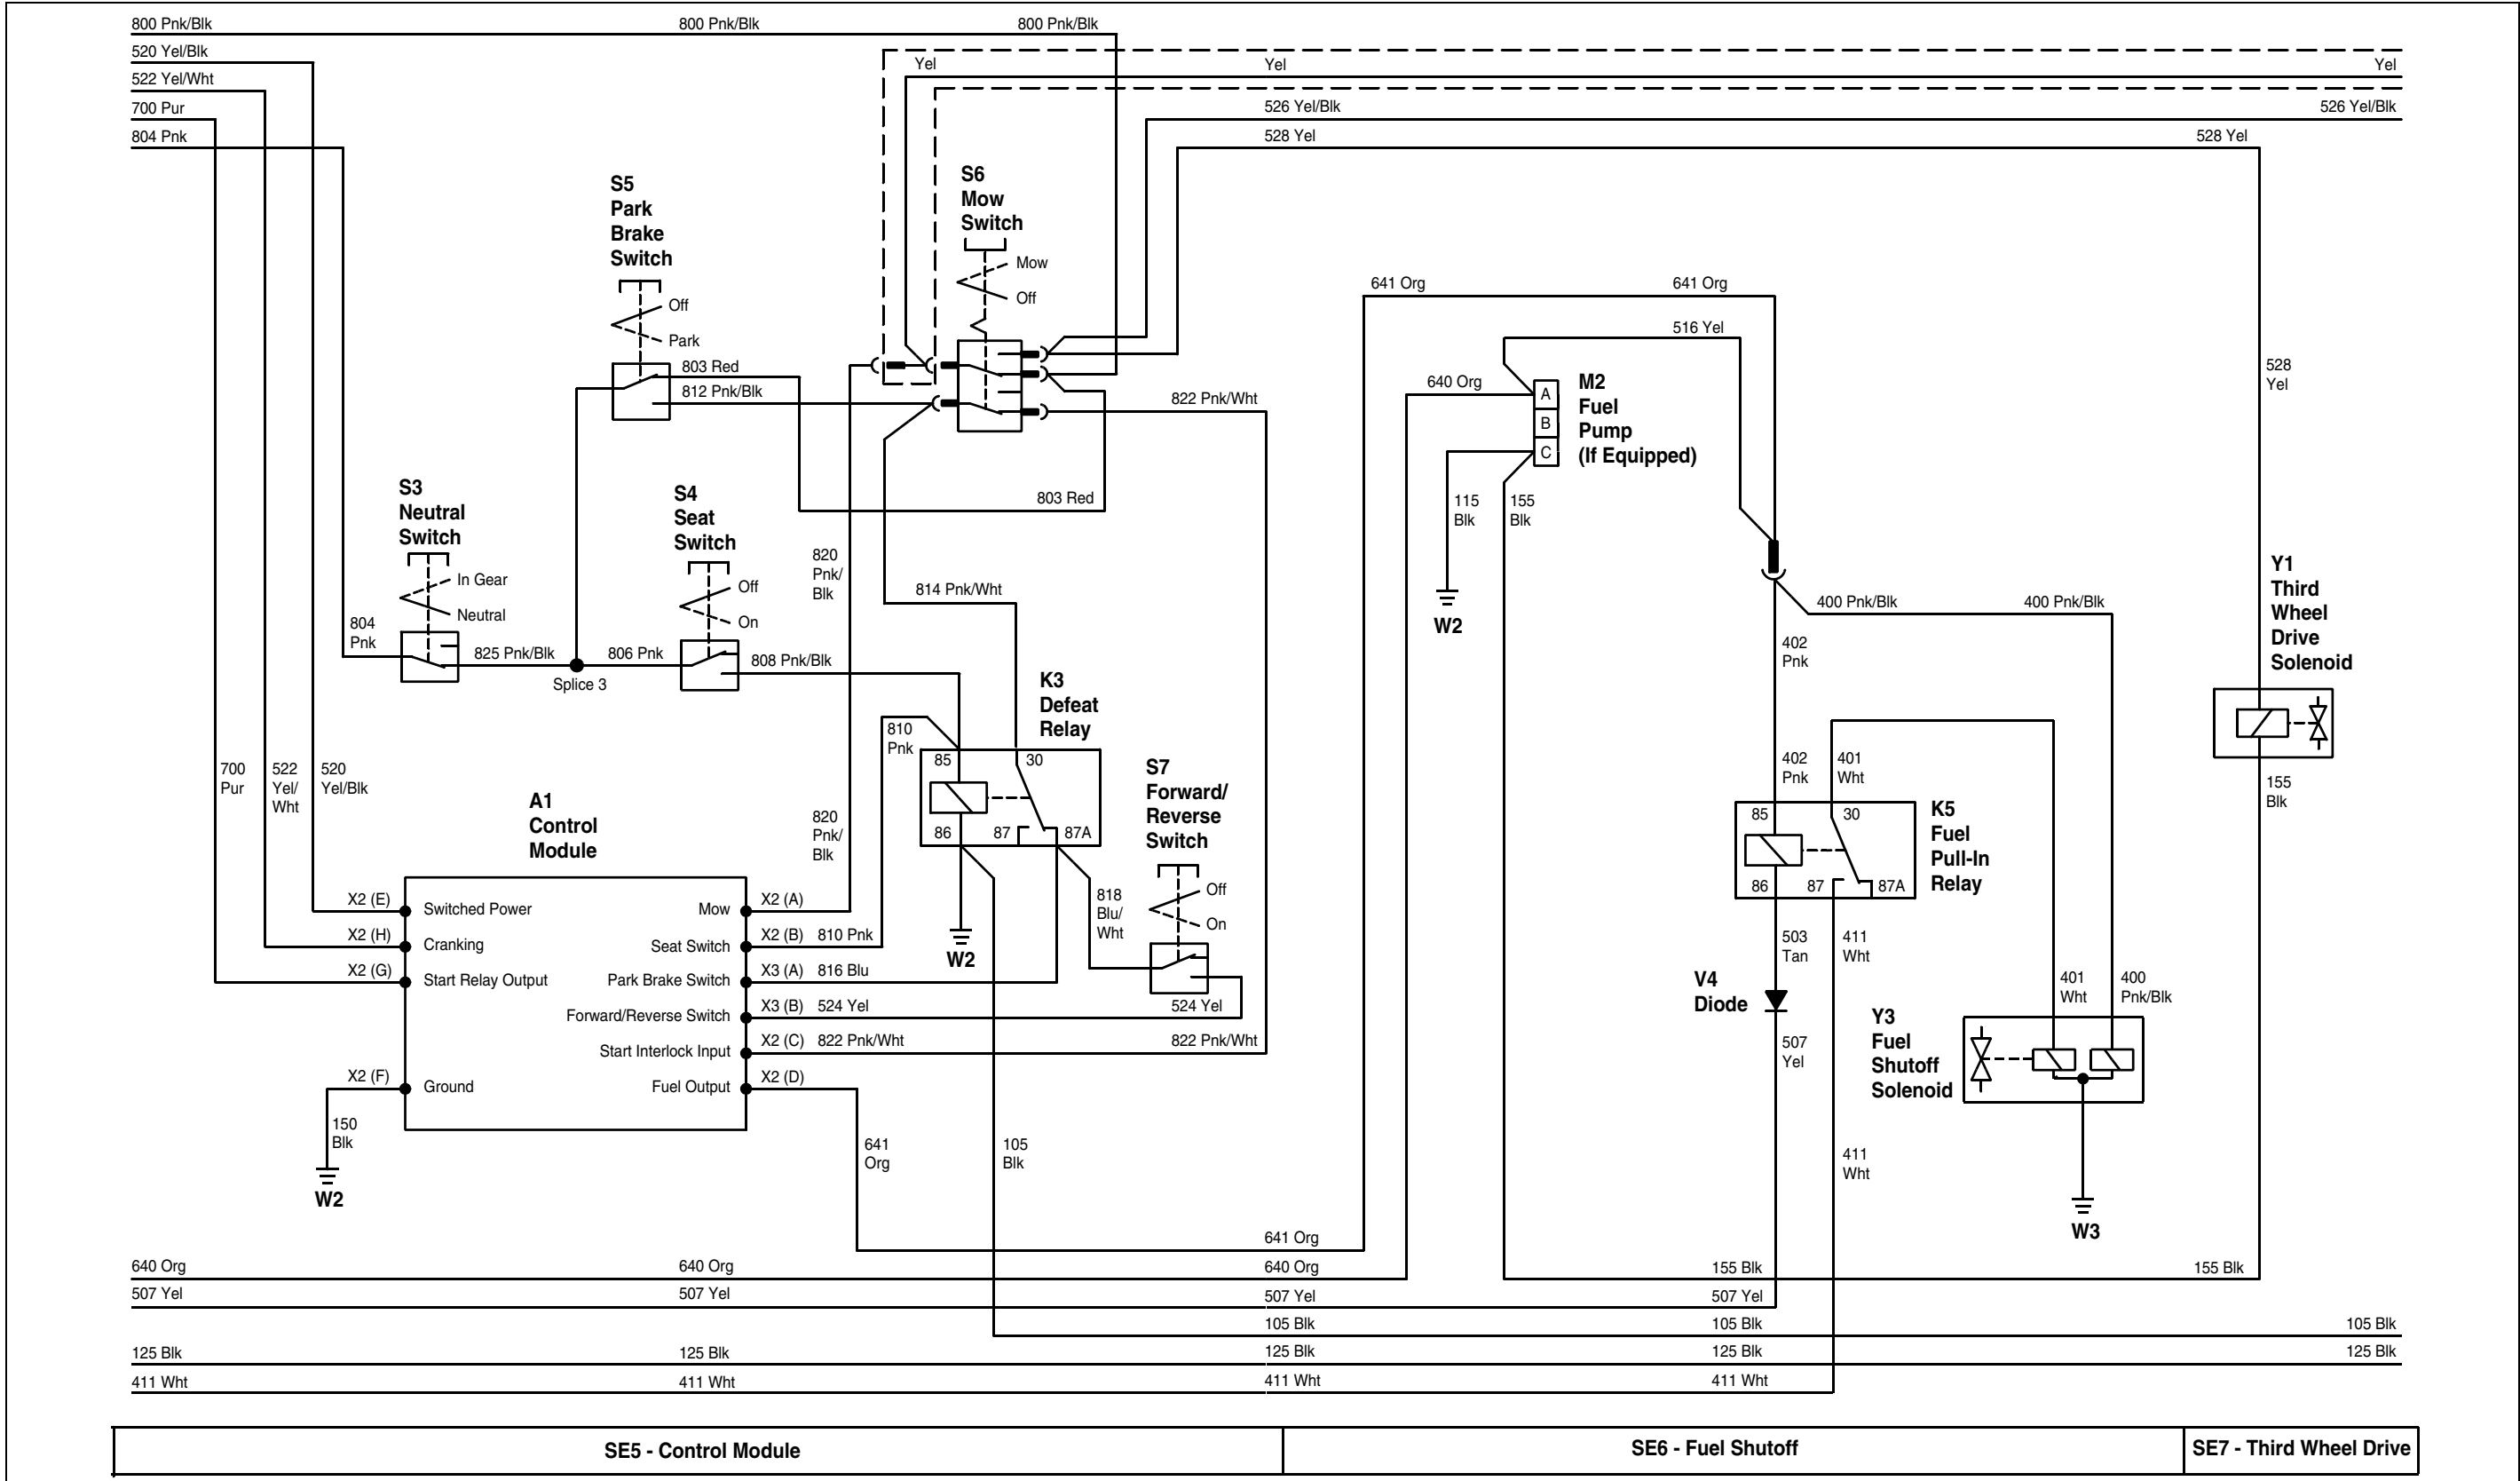 800 Pnk/Blk 800 Pnk/Blk 800 Pnk/Blk
520 Yel/Blk
Yel Yel Yel
522 Yel/Wht
700 Pur
526 Yel/Blk 526 Yel/Blk
804 Pnk
528 Yel 528 Yel
S5
Park
Brake
Switch
Off
Park
803 Red
812 Pnk/Blk
S6
Mow
Switch
Mow
Off
822 Pnk/Wht
803 Red
641 Org 641 Org
516 Yel
640 Org
A
B
C
M2
Fuel
Pump
(If Equipped)
115
Blk
155
Blk
W2
528
Yel
S3
Neutral
Switch
In Gear
Neutral
804
Pnk
825 Pnk/Blk
Splice 3
806 Pnk
S4
Seat
Switch
Off
On
808 Pnk/Blk
820
Pnk/
Blk
814 Pnk/Wht
400 Pnk/Blk 400 Pnk/Blk
402
Pnk
Y1
Third
Wheel
Drive
Solenoid
155
Blk
K3
Defeat
Relay
810
Pnk
85 30
86 87 87A
W2
700
Pur
522
Yel/
Wht
520
Yel/Blk
820
Pnk/
Blk
818
Blu/
Wht
S7
Forward/
Reverse
Switch
Off
On
524 Yel
822 Pnk/Wht
402
Pnk
401
Wht
85 30
86 87 87A
K5
Fuel
Pull-In
Relay
503
Tan
411
Wht
V4
Diode
507
Yel
401
Wht
400
Pnk/Blk
Y3
Fuel
Shutoff
Solenoid
W3
411
Wht
A1
Control
Module
X2 (E) Switched Power Mow X2 (A)
X2 (H) Cranking Seat Switch X2 (B) 810 Pnk
X2 (G) Start Relay Output Park Brake Switch X3 (A) 816 Blu
Forward/Reverse Switch X3 (B) 524 Yel
Start Interlock Input X2 (C) 822 Pnk/Wht
X2 (F) Ground Fuel Output X2 (D)
150
Blk
W2
641
Org
105
Blk
641 Org
640 Org 640 Org 640 Org 155 Blk 155 Blk
507 Yel 507 Yel 507 Yel 507 Yel
105 Blk 105 Blk 105 Blk
125 Blk 125 Blk 125 Blk 125 Blk 125 Blk
411 Wht 411 Wht 411 Wht 411 Wht
SE5 - Control Module SE6 - Fuel Shutoff SE7 - Third Wheel Drive